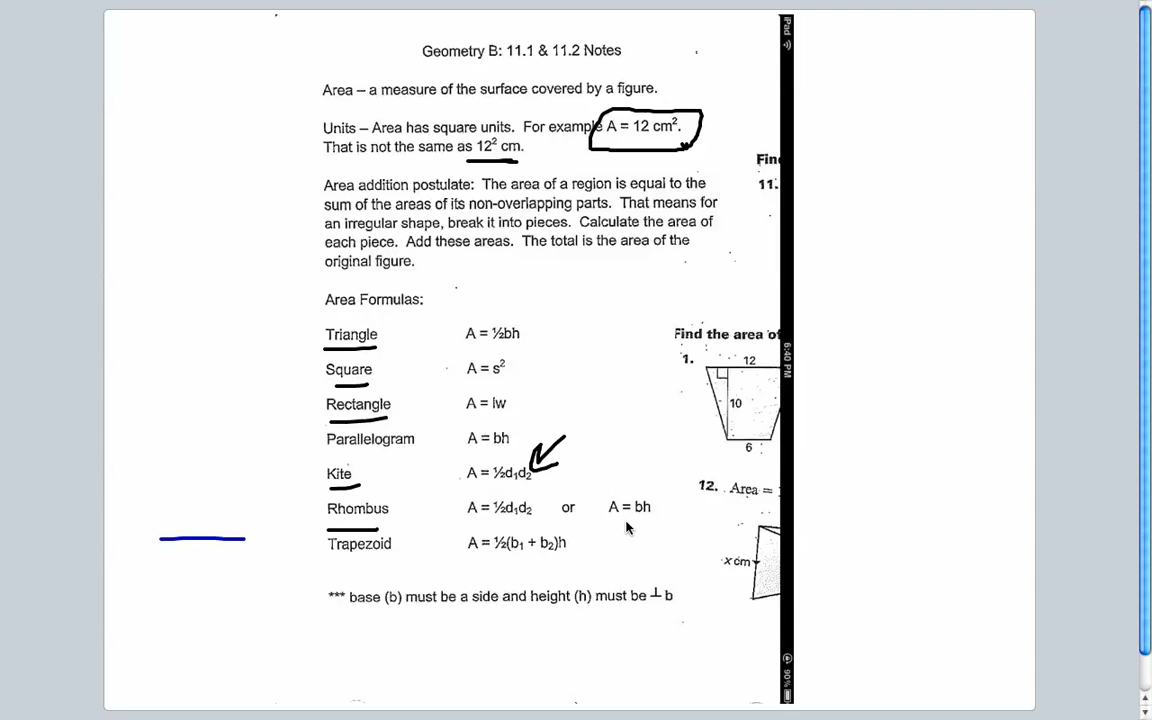 Geometry B: 11.1 & 11.2 Notes
Area – a measure of the surface covered by a figure.
Units – Area has square units.  For example A = 12 cm².
That is not the same as 12² cm.
Area addition postulate:  The area of a region is equal to the
sum of the areas of its non-overlapping parts.  That means for
an irregular shape, break it into pieces.  Calculate the area of
each piece.  Add these areas.  The total is the area of the
original figure.
Area Formulas:
Triangle A = ½bh
Square A = s²
Rectangle A = lw
Parallelogram A = bh
Kite A = ½d₁d₂
Rhombus A = ½d₁d₂ or A = bh
Trapezoid A = ½(b₁ + b₂)h
*** base (b) must be a side and height (h) must be ⊥ b
Fin
11.
Find the area of
1.
12
10
6
12. Area =
x cm
iPad
6:40 PM
90%